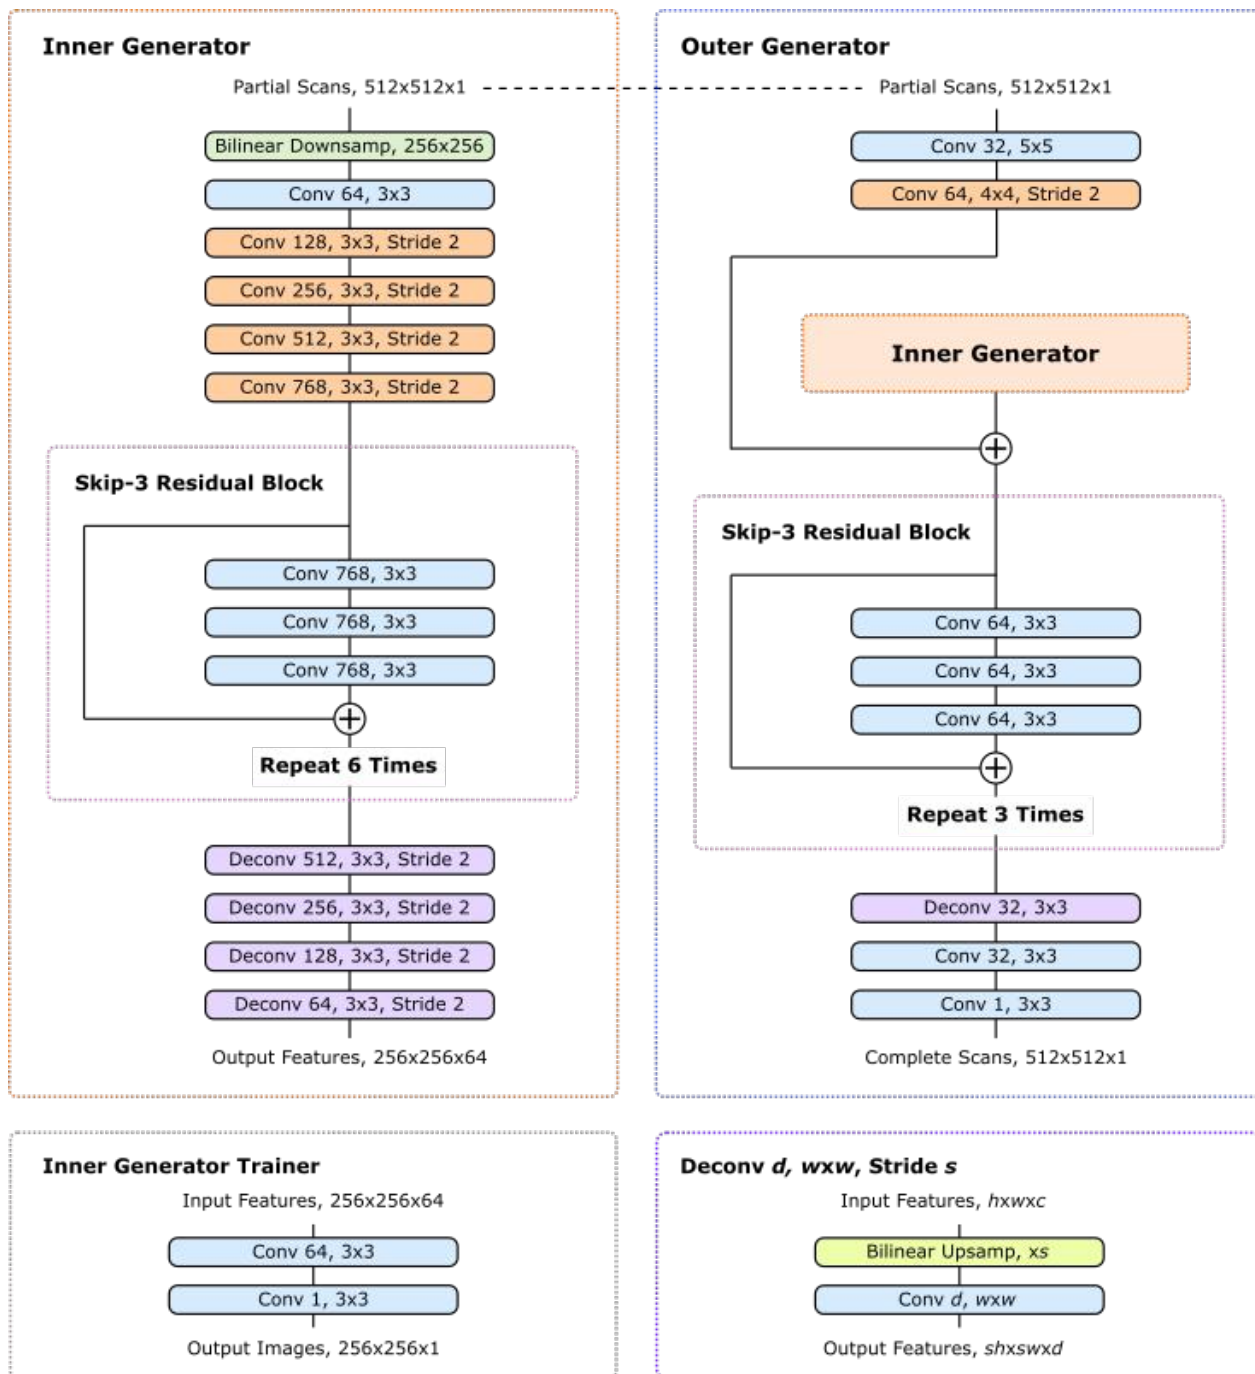 Inner Generator
Partial Scans, 512x512x1
Bilinear Downsamp, 256x256
Conv 64, 3x3
Conv 128, 3x3, Stride 2
Conv 256, 3x3, Stride 2
Conv 512, 3x3, Stride 2
Conv 768, 3x3, Stride 2
Skip-3 Residual Block
Conv 768, 3x3
Conv 768, 3x3
Conv 768, 3x3
Repeat 6 Times
Deconv 512, 3x3, Stride 2
Deconv 256, 3x3, Stride 2
Deconv 128, 3x3, Stride 2
Deconv 64, 3x3, Stride 2
Output Features, 256x256x64
Outer Generator
Partial Scans, 512x512x1
Conv 32, 5x5
Conv 64, 4x4, Stride 2
Inner Generator
Skip-3 Residual Block
Conv 64, 3x3
Conv 64, 3x3
Conv 64, 3x3
Repeat 3 Times
Deconv 32, 3x3
Conv 32, 3x3
Conv 1, 3x3
Complete Scans, 512x512x1
Inner Generator Trainer
Input Features, 256x256x64
Conv 64, 3x3
Conv 1, 3x3
Output Images, 256x256x1
Deconv d, wxw, Stride s
Input Features, hxwxc
Bilinear Upsamp, xs
Conv d, wxw
Output Features, shxswxd